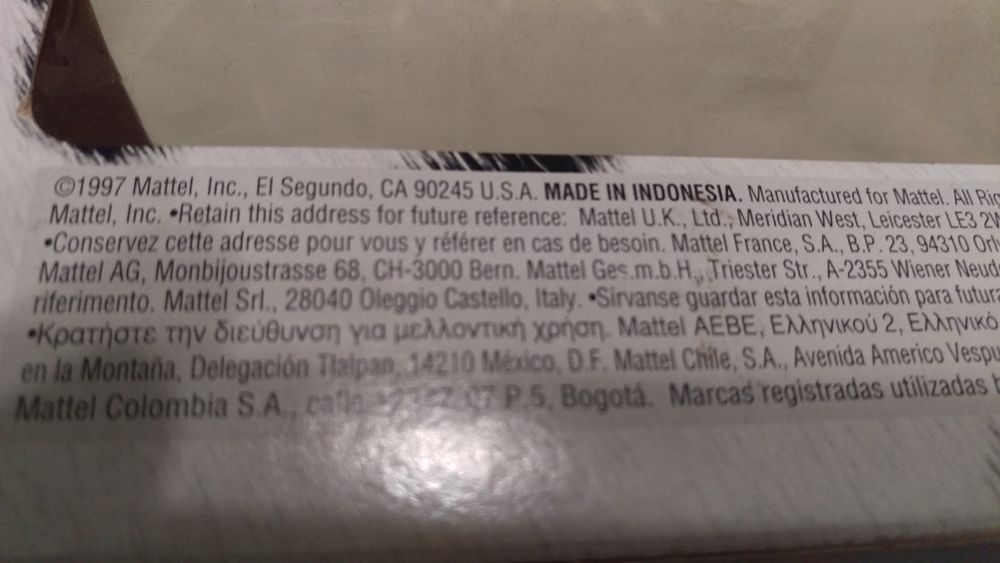 ©1997 Mattel, Inc., El Segundo, CA 90245 U.S.A. MADE IN INDONESIA. Manufactured for Mattel. All
Mattel, Inc. •Retain this address for future reference: Mattel U.K., Ltd., Meridian West, Leicester LE3
•Conservez cette adresse pour vous y référer en cas de besoin. Mattel France, S.A., B.P. 23, 94310
Mattel AG, Monbijoustrasse 68, CH-3000 Bern. Mattel Ges.m.b.H., Triester Str., A-2355 Wiener
riferimento. Mattel Srl., 28040 Oleggio Castello, Italy. •Sírvanse guardar esta información para
•Κρατήστε την διεύθυνση για μελλοντική χρήση. Mattel AEBE, Ελληνικού 2, Ελληνικό,
en la Montaña, Delegación Tlalpan, 14210 México, D.F. Mattel Chile, S.A., Avenida Americo
Mattel Colombia S.A., calle P.5, Bogotá. Marcas registradas utilizadas